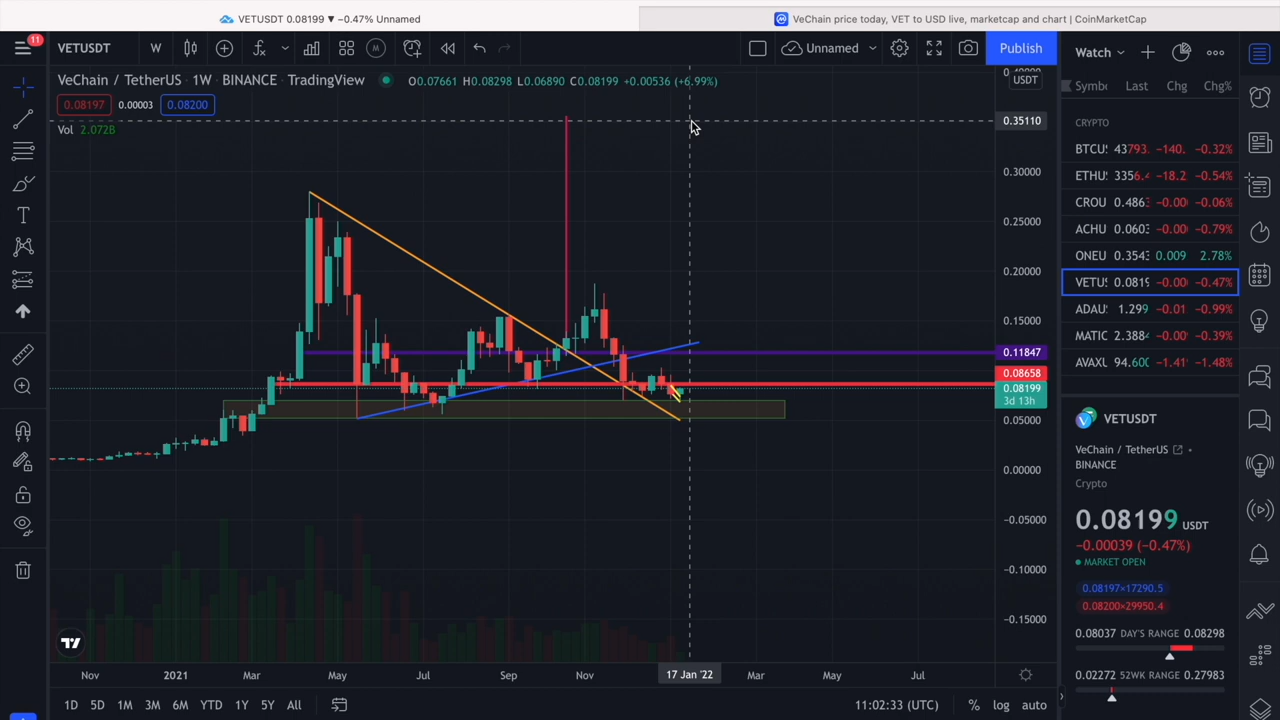 VETUSDT 0.08199 ▼ −0.47% Unnamed
VeChain price today, VET to USD live, marketcap and chart | CoinMarketCap
11
VETUSDT W Unnamed Publish
Watch
VeChain / TetherUS · 1W · BINANCE · TradingView
O0.07661 H0.08298 L0.06890 C0.08199 +0.00536 (+6.99%)
0.08197 0.00003 0.08200
Vol 2.072B
USDT
0.35110
0.30000
0.25000
0.20000
0.15000
0.11847
0.08658
0.08199
3d 13h
0.05000
0.00000
−0.05000
−0.10000
−0.15000
Nov 2021 Mar May Jul Sep Nov 17 Jan '22 Mar May Jul
1D 5D 1M 3M 6M YTD 1Y 5Y All
11:02:33 (UTC) % log auto
Symbo Last Chg Chg%
CRYPTO
BTCU 43793. −140. −0.32%
ETHU 3356.4 −18.2 −0.54%
CROU 0.486 −0.00 −0.06%
ACHU 0.060 −0.00 −0.79%
ONEU 0.354 0.009 2.78%
VETU 0.0819 −0.00 −0.47%
ADAU 1.299 −0.01 −0.99%
MATIC 2.388 −0.00 −0.39%
AVAXL 94.600 −1.41 −1.48%
VETUSDT
VeChain / TetherUS •
BINANCE
Crypto
0.08199 USDT
−0.00039 (−0.47%)
MARKET OPEN
0.08197×17290.5
0.08200×29950.4
0.08037 DAY'S RANGE 0.08298
0.02272 52WK RANGE 0.27983